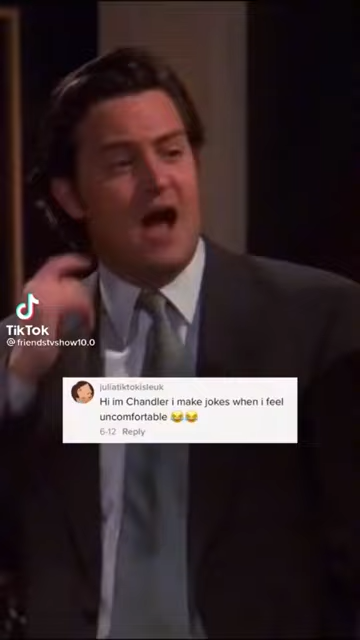 TikTok
@friendstvshow10.0
juliatiktokisleuk
Hi im Chandler i make jokes when i feel
uncomfortable 😂😂
6-12 Reply